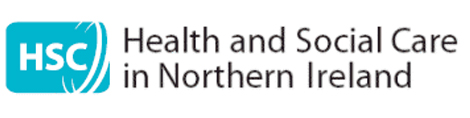 HSC
Health and Social Care
in Northern Ireland